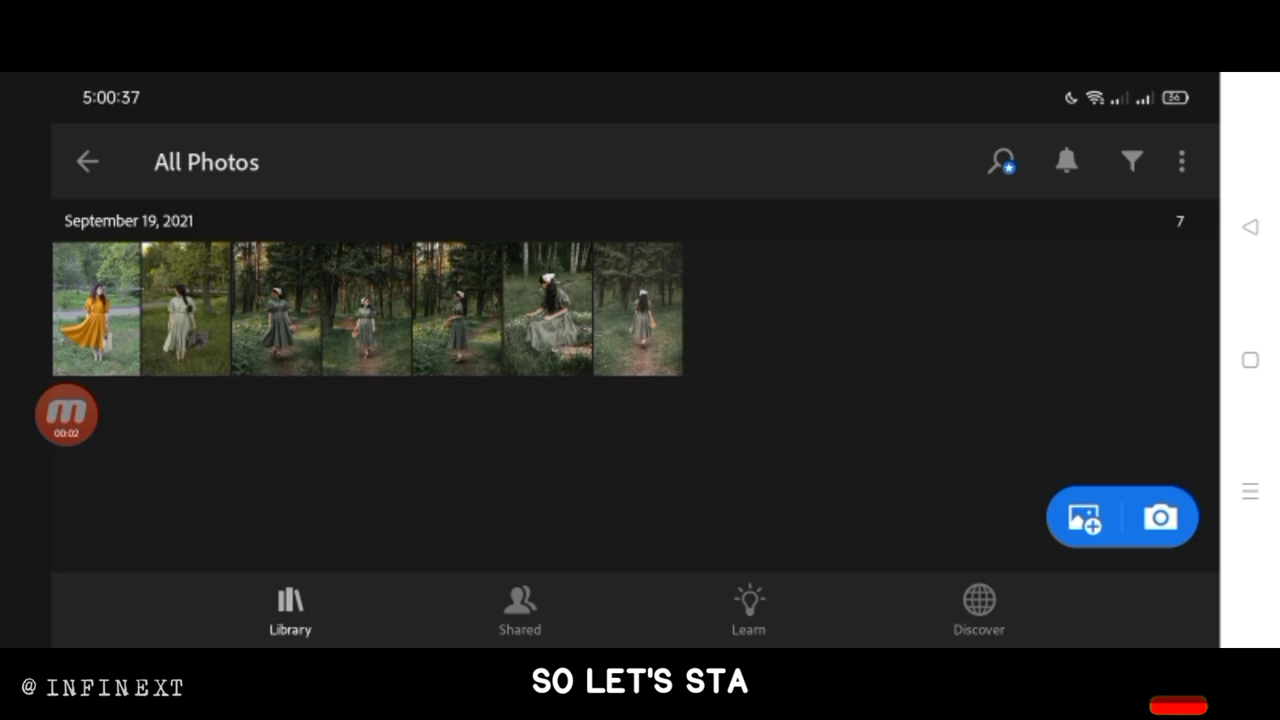 5:00:37
36
All Photos
September 19, 2021
7
m
00:02
Library
Shared
Learn
Discover
@INFINEXT
SO LET'S STA